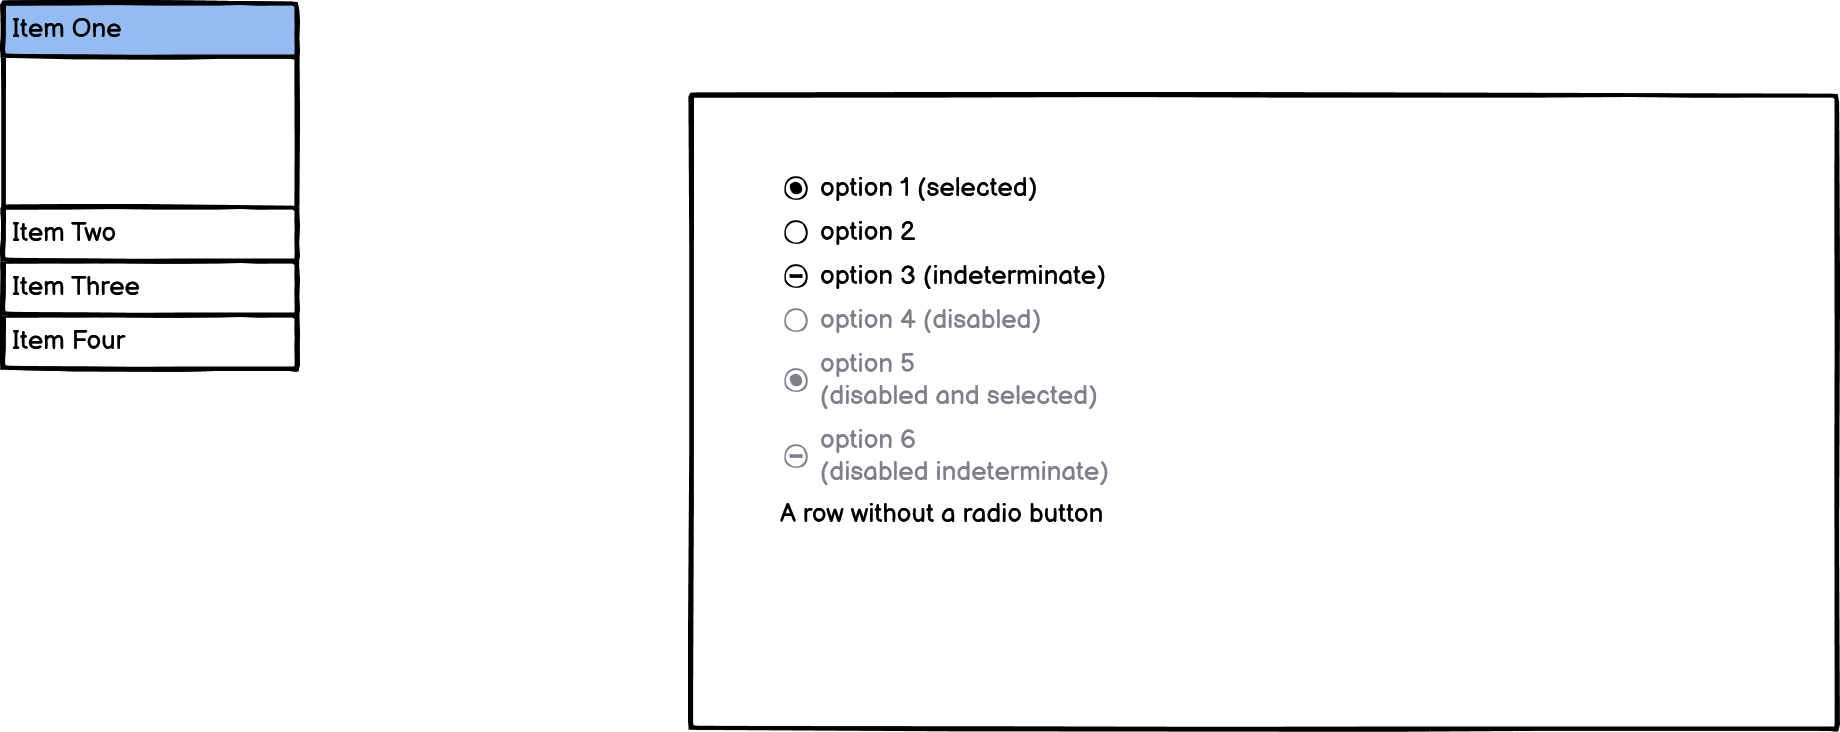 Item One
Item Two
Item Three
Item Four
option 1 (selected)
option 2
option 3 (indeterminate)
option 4 (disabled)
option 5
(disabled and selected)
option 6
(disabled indeterminate)
A row without a radio button